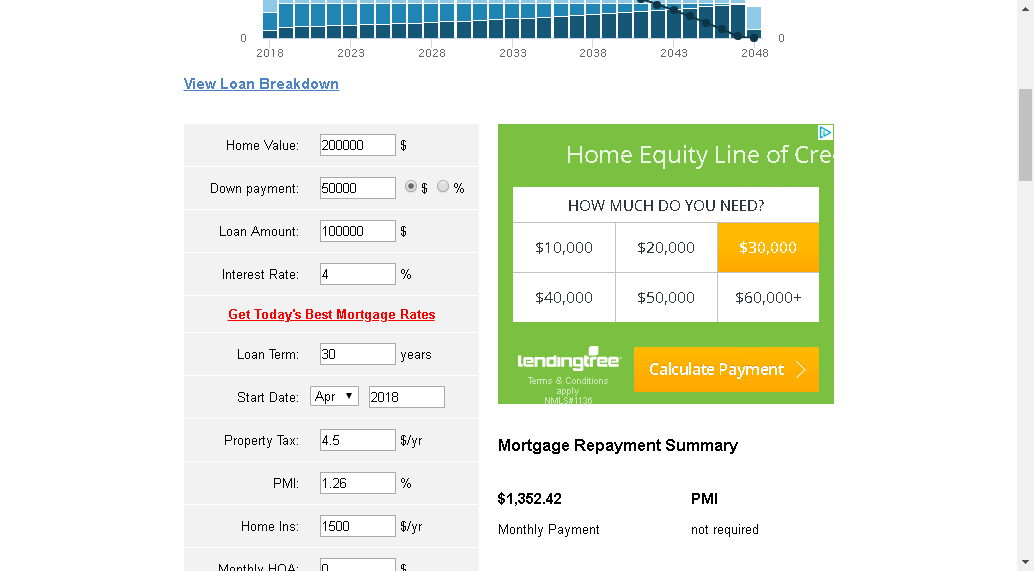 0 0
2018 2023 2028 2033 2038 2043 2048
View Loan Breakdown
Home Value: 200000 $
Down payment: 50000 $ %
Loan Amount: 100000 $
Interest Rate: 4 %
Get Today's Best Mortgage Rates
Loan Term: 30 years
Start Date: Apr 2018
Property Tax: 4.5 $/yr
PMI: 1.26 %
Home Ins: 1500 $/yr
Monthly HOA: 0 $
Home Equity Line of Cre
HOW MUCH DO YOU NEED?
$10,000 $20,000 $30,000
$40,000 $50,000 $60,000+
lendingtree
Terms & Conditions
apply
NMLS#1136
Calculate Payment
Mortgage Repayment Summary
$1,352.42 PMI
Monthly Payment not required